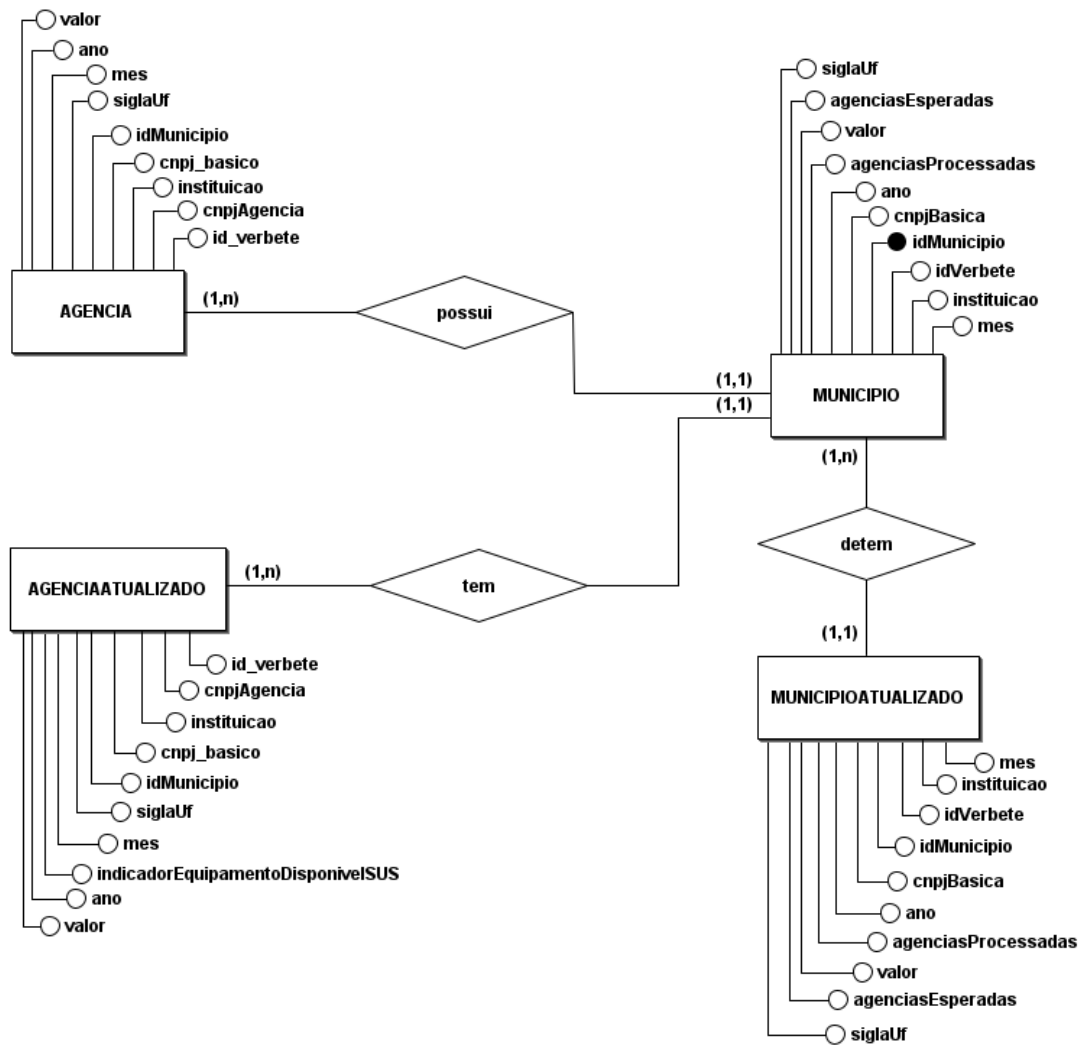 valor
ano
mes
siglaUf
idMunicipio
cnpj_basico
instituicao
cnpjAgencia
id_verbete
AGENCIA
(1,n)
possui
siglaUf
agenciasEsperadas
valor
agenciasProcessadas
ano
cnpjBasica
idMunicipio
idVerbete
instituicao
mes
(1,1)
(1,1)
MUNICIPIO
(1,n)
detem
(1,1)
AGENCIAATUALIZADO
(1,n)
tem
id_verbete
cnpjAgencia
instituicao
cnpj_basico
idMunicipio
siglaUf
mes
indicadorEquipamentoDisponivelSUS
ano
valor
MUNICIPIOATUALIZADO
mes
instituicao
idVerbete
idMunicipio
cnpjBasica
ano
agenciasProcessadas
valor
agenciasEsperadas
siglaUf